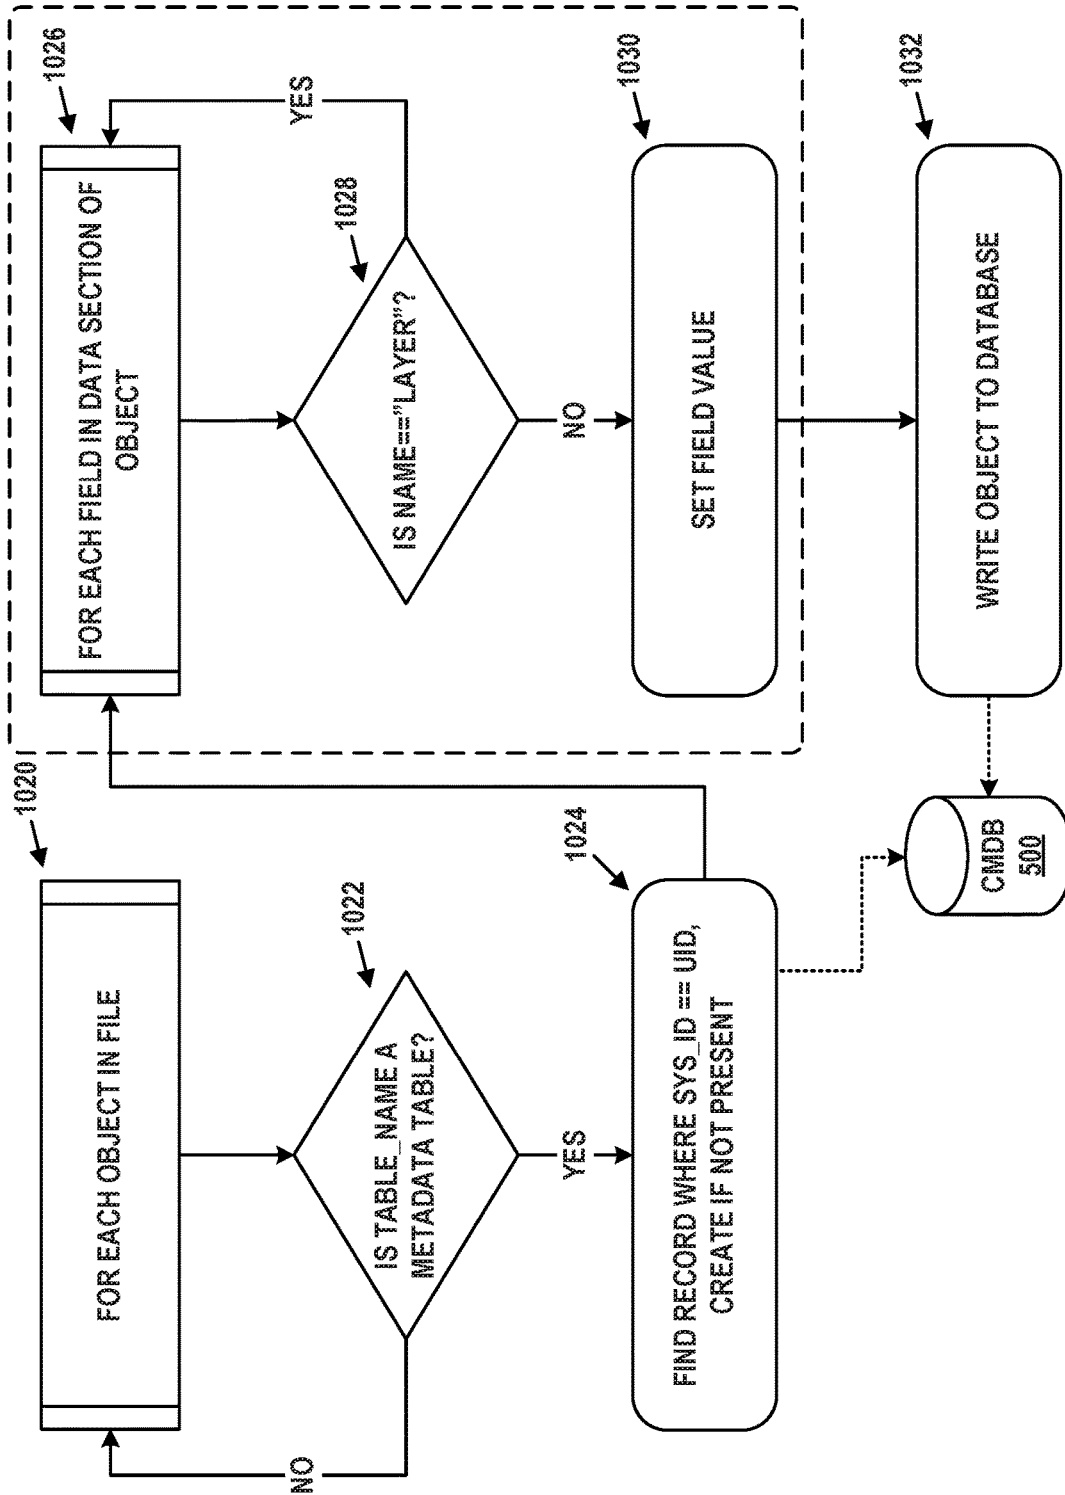 1020
FOR EACH OBJECT IN FILE
1022
IS TABLE_NAME A
METADATA TABLE?
NO
YES
1024
FIND RECORD WHERE SYS_ID == UID,
CREATE IF NOT PRESENT
1026
FOR EACH FIELD IN DATA SECTION OF
OBJECT
1028
IS NAME=="LAYER"?
YES
NO
1030
SET FIELD VALUE
1032
WRITE OBJECT TO DATABASE
CMDB
500